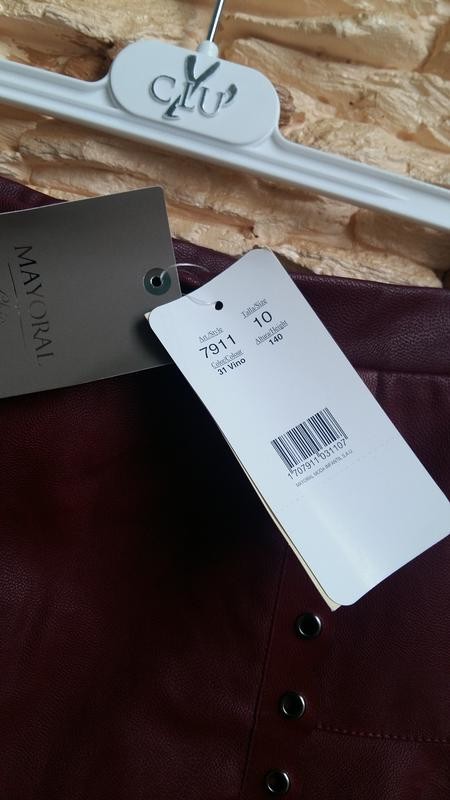 CLU'
MAYORAL
Art./Style
7911
Talla/Size
10
Color/Colour
31 Vino
Altura/Height
140
1707911031107
MAYORAL MODA INFANTIL S.A.U.